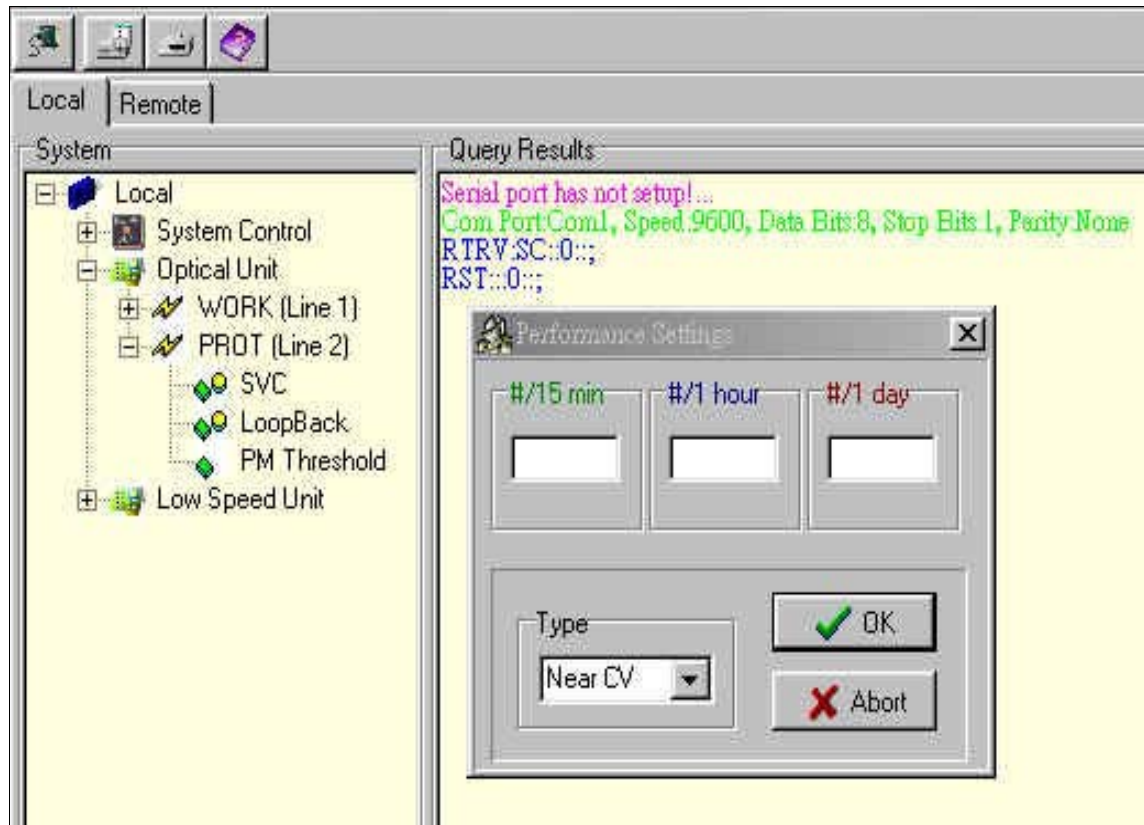 Local
Remote
System
Local
System Control
Optical Unit
WORK (Line 1)
PROT (Line 2)
SVC
LoopBack
PM Threshold
Low Speed Unit
Query Results
Serial port has not setup!...
Com Port:Com1, Speed:9600, Data Bits:8, Stop Bits:1, Parity:None
RTRV:SC::0::;
RST:::0::;
Performance Settings
#/15 min
#/1 hour
#/1 day
Type
Near CV
OK
Abort